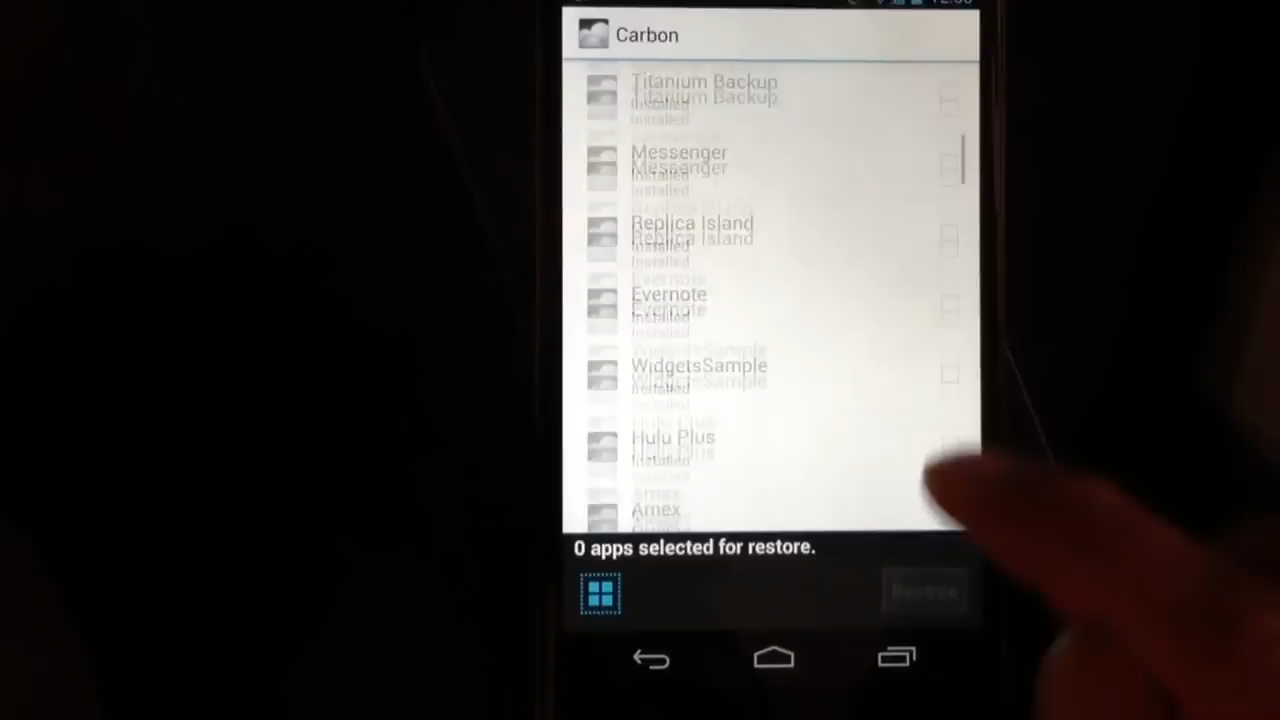 Carbon
Titanium Backup
Installed
Messenger
Installed
Replica Island
Installed
Evernote
Installed
WidgetsSample
Installed
Hulu Plus
Installed
Amex
0 apps selected for restore.
Restore